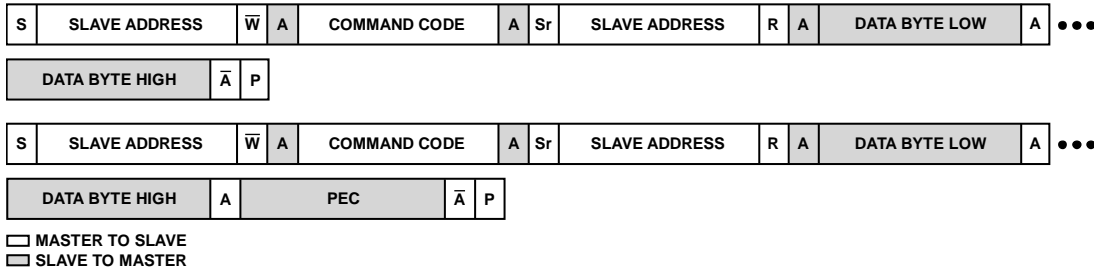 S SLAVE ADDRESS W̅ A COMMAND CODE A Sr SLAVE ADDRESS R A DATA BYTE LOW A •••
DATA BYTE HIGH A̅ P
S SLAVE ADDRESS W̅ A COMMAND CODE A Sr SLAVE ADDRESS R A DATA BYTE LOW A •••
DATA BYTE HIGH A PEC A̅ P
MASTER TO SLAVE
SLAVE TO MASTER